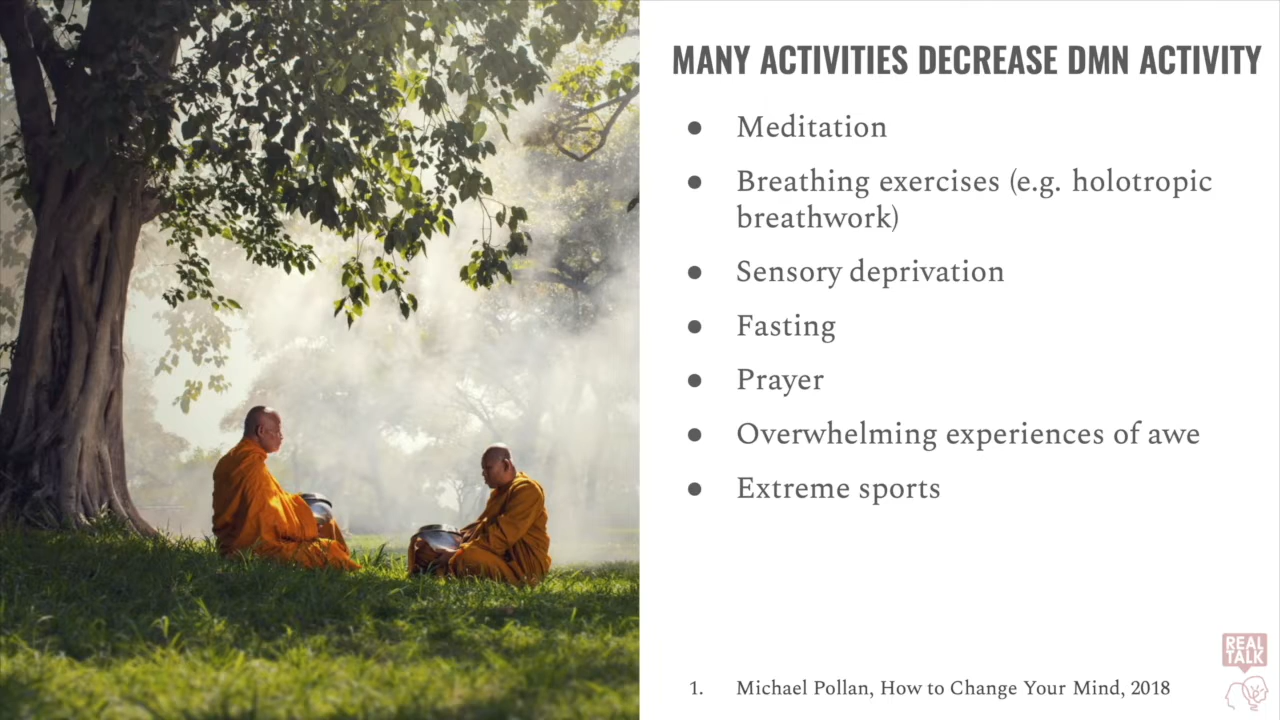 MANY ACTIVITIES DECREASE DMN ACTIVITY
● Meditation
● Breathing exercises (e.g. holotropic
breathwork)
● Sensory deprivation
● Fasting
● Prayer
● Overwhelming experiences of awe
● Extreme sports
1. Michael Pollan, How to Change Your Mind, 2018
REAL
TALK